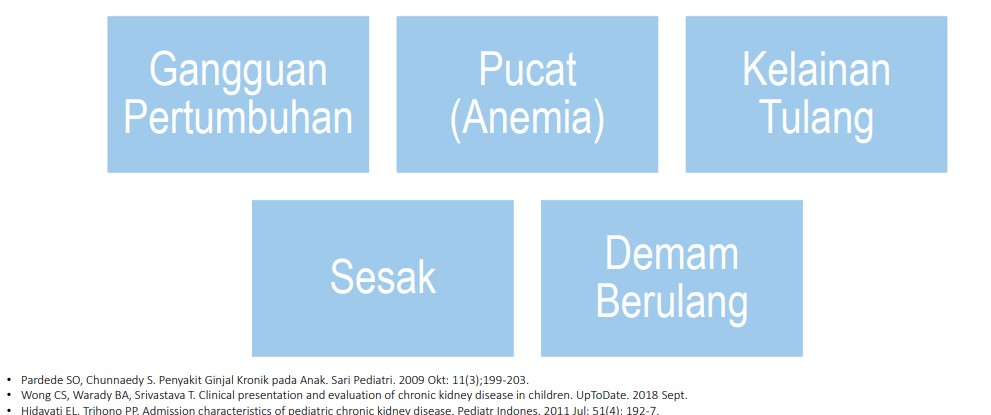 Gangguan
Pertumbuhan
Pucat
(Anemia)
Kelainan
Tulang
Sesak
Demam
Berulang
• Pardede SO, Chunnaedy S. Penyakit Ginjal Kronik pada Anak. Sari Pediatri. 2009 Okt: 11(3);199-203.
• Wong CS, Warady BA, Srivastava T. Clinical presentation and evaluation of chronic kidney disease in children. UpToDate. 2018 Sept.
• Hidayati EL, Trihono PP. Admission characteristics of pediatric chronic kidney disease. Pediatr Indones. 2011 Jul; 51(4): 192-7.